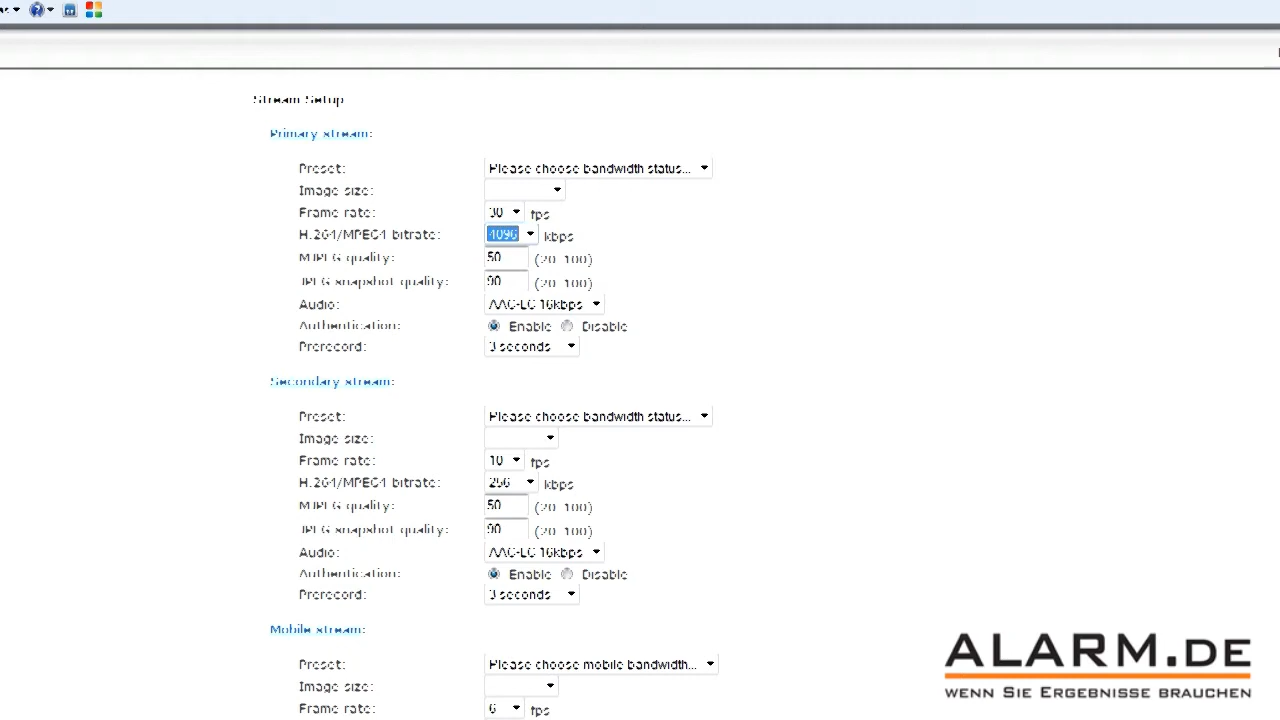 Stream Setup
Primary stream:
Preset: Please choose bandwidth status...
Image size:
Frame rate: 30 fps
H.264/MPEG4 bitrate: 4096 kbps
MJPEG quality: 50 (20-100)
JPEG snapshot quality: 90 (20-100)
Audio: AAC-LC 16kbps
Authentication: Enable Disable
Prerecord: 3 seconds
Secondary stream:
Preset: Please choose bandwidth status...
Image size:
Frame rate: 10 fps
H.264/MPEG4 bitrate: 256 kbps
MJPEG quality: 50 (20-100)
JPEG snapshot quality: 90 (20-100)
Audio: AAC-LC 16kbps
Authentication: Enable Disable
Prerecord: 3 seconds
Mobile stream:
Preset: Please choose mobile bandwidth...
Image size:
Frame rate: 6 fps
ALARM.DE
WENN SIE ERGEBNISSE BRAUCHEN